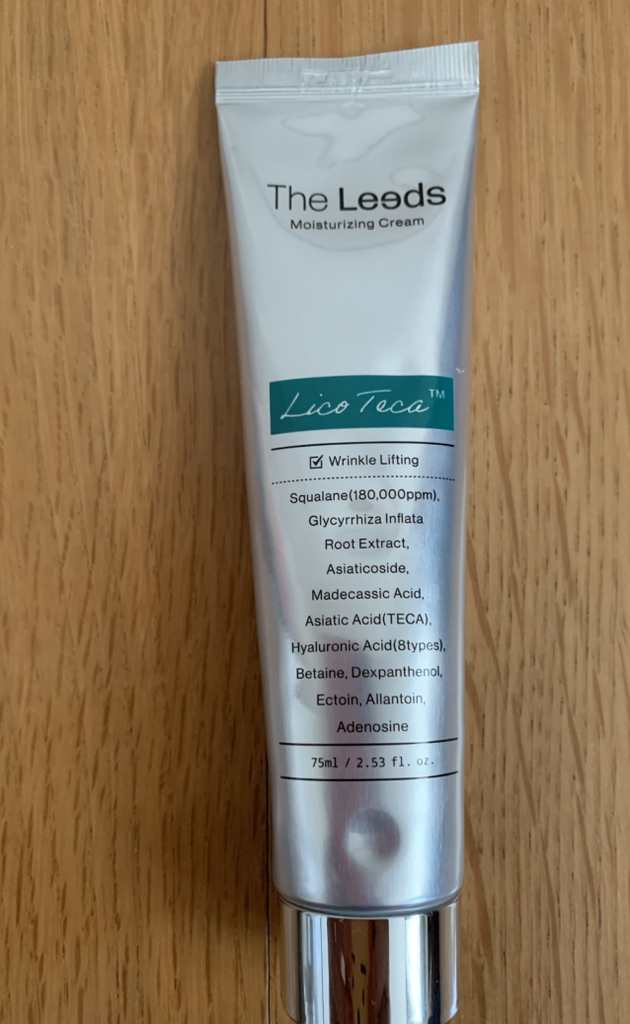 The Leeds
Moisturizing Cream
Lico Teca™
Wrinkle Lifting
Squalane(180,000ppm),
Glycyrrhiza Inflata
Root Extract,
Asiaticoside,
Madecassic Acid,
Asiatic Acid(TECA),
Hyaluronic Acid(8types),
Betaine, Dexpanthenol,
Ectoin, Allantoin,
Adenosine
75ml / 2.53 fl. oz.